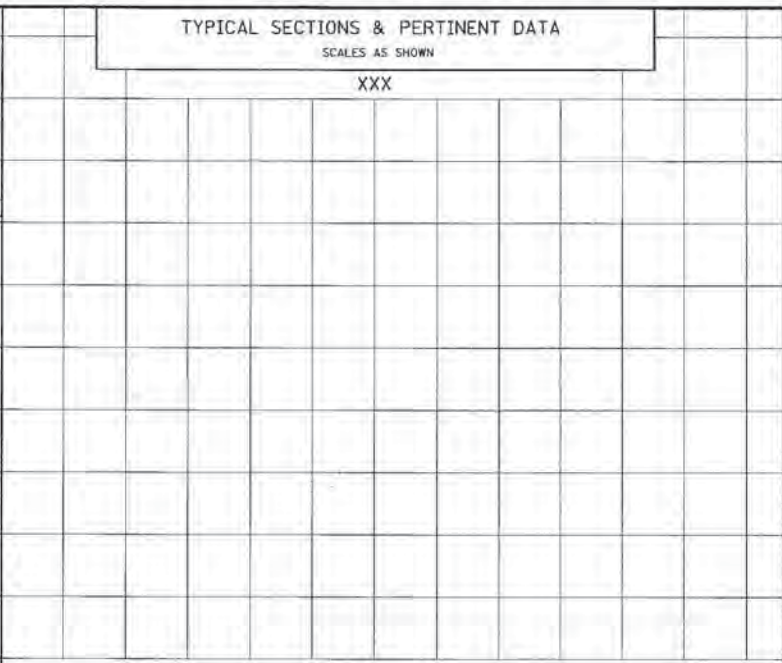 TYPICAL SECTIONS & PERTINENT DATA
SCALES AS SHOWN
XXX